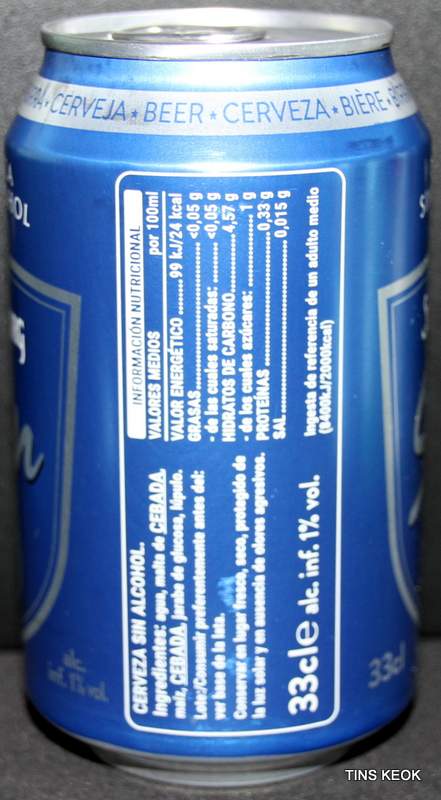 CERVEJA ★ BEER ★ CERVEZA ★ BIÈRE ★
INFORMACIÓN NUTRICIONAL
VALORES MEDIOS por 100ml
VALOR ENERGÉTICO ........ 99 kJ/24 kcal
GRASAS ........ <0,05 g
- de las cuales saturadas: ........ <0,05 g
HIDRATOS DE CARBONO ........ 4,57 g
- de los cuales azúcares: ........ 1 g
PROTEÍNAS ........ 0,33 g
SAL ........ 0,015 g
Ingesta de referencia de un adulto medio
(8400kJ/2000kcal)
CERVEZA SIN ALCOHOL.
Ingredientes: agua, malta de CEBADA,
maíz, CEBADA, jarabe de glucosa, lúpulo.
Lote/Consumir preferentemente antes del:
ver base de la lata.
Conservar en lugar fresco, seco, protegido de
la luz solar y en ausencia de olores agresivos.
33cl e alc. inf. 1% vol.
alc.
inf. 1% vol.
33cl
TINS KEOK